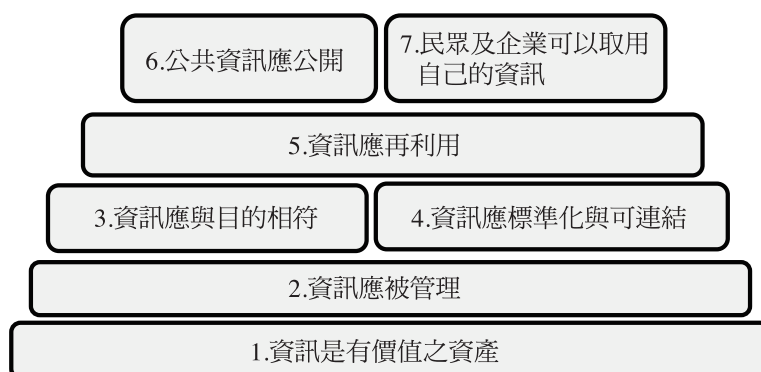 6.公共資訊應公開
7.民眾及企業可以取用
自己的資訊
5.資訊應再利用
3.資訊應與目的相符
4.資訊應標準化與可連結
2.資訊應被管理
1.資訊是有價值之資產